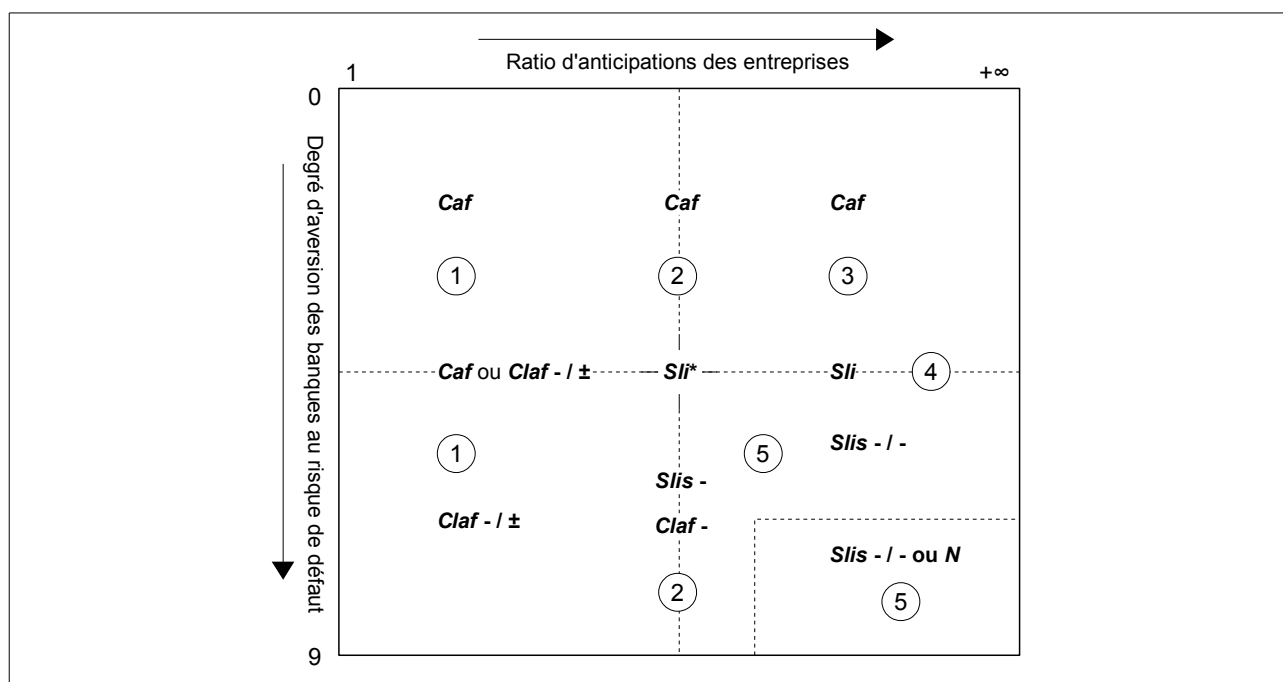 Ratio d'anticipations des entreprises
1
+∞
0
Degré d'aversion des banques au risque de défaut
Caf
Caf
Caf
1
2
3
Caf ou Claf - / ±
Sli*
Sli
4
1
5
Slis - / -
Slis -
Claf - / ±
Claf -
Slis - / - ou N
2
5
9